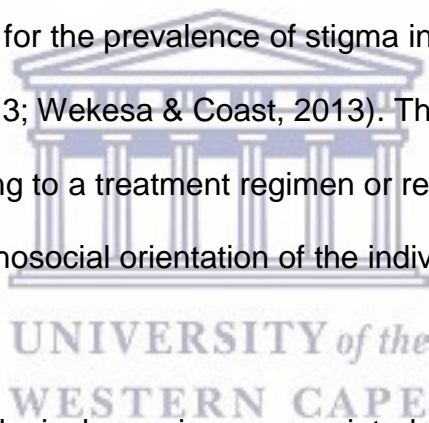 for the prevalence of stigma in
3; Wekesa & Coast, 2013). Th
ng to a treatment regimen or re
nosocial orientation of the indiv
UNIVERSITY of the
WESTERN CAPE